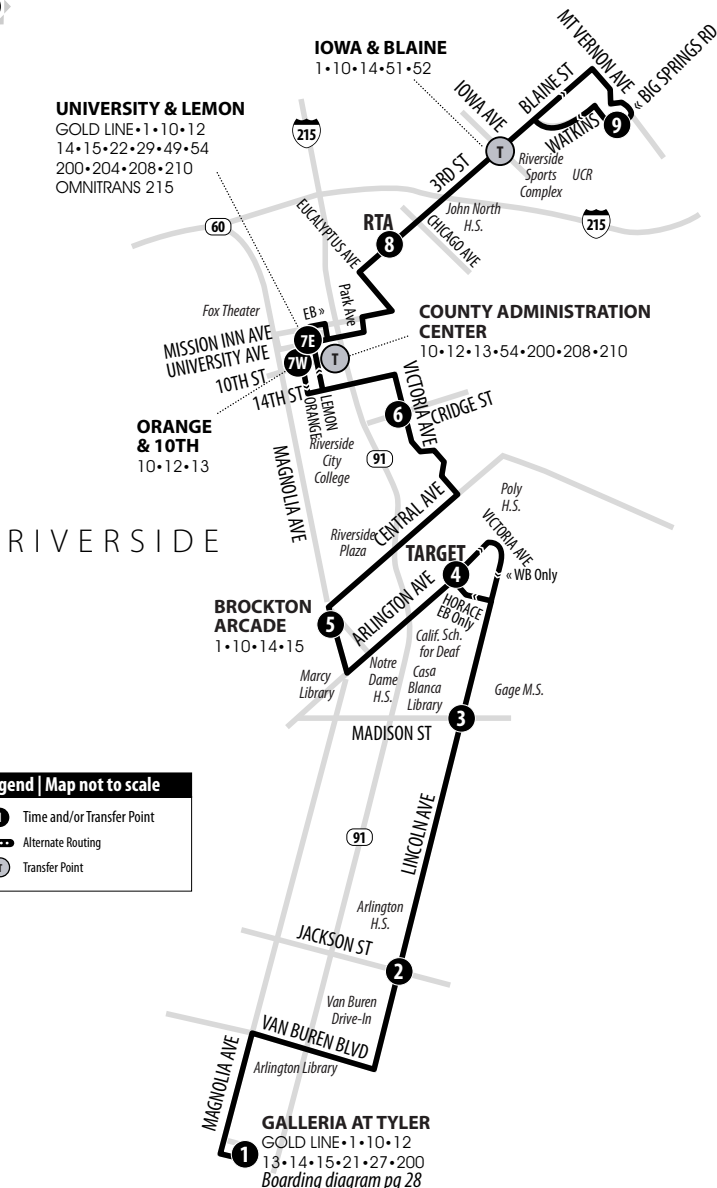 MT VERNON AVE
« BIG SPRINGS RD
IOWA & BLAINE
1•10•14•51•52
BLAINE ST
IOWA AVE
WATKINS
9
T
UNIVERSITY & LEMON
GOLD LINE•1•10•12
14•15•22•29•49•54
200•204•208•210
OMNITRANS 215
215
Riverside
Sports
Complex
UCR
3RD ST
John North
H.S.
215
60
EUCALYPTUS AVE
RTA
8
CHICAGO AVE
Fox Theater
EB »
Park Ave
COUNTY ADMINISTRATION
CENTER
10•12•13•54•200•208•210
MISSION INN AVE
UNIVERSITY AVE
10TH ST
14TH ST
7E
7W
T
ORANGE
LEMON
VICTORIA AVE
6
CRIDGE ST
ORANGE
& 10TH
10•12•13
Riverside
City
College
91
MAGNOLIA AVE
CENTRAL AVE
Poly
H.S.
RIVERSIDE
Riverside
Plaza
VICTORIA AVE
TARGET
4
« WB Only
HORACE
EB Only
BROCKTON
ARCADE
1•10•14•15
5
ARLINGTON AVE
Calif. Sch.
for Deaf
Marcy
Library
Notre
Dame
H.S.
Casa
Blanca
Library
Gage M.S.
3
MADISON ST
gend | Map not to scale
Time and/or Transfer Point
Alternate Routing
Transfer Point
91
LINCOLN AVE
Arlington
H.S.
JACKSON ST
2
Van Buren
Drive-In
VAN BUREN BLVD
Arlington Library
MAGNOLIA AVE
1
GALLERIA AT TYLER
GOLD LINE•1•10•12
13•14•15•21•27•200
Boarding diagram pg 28